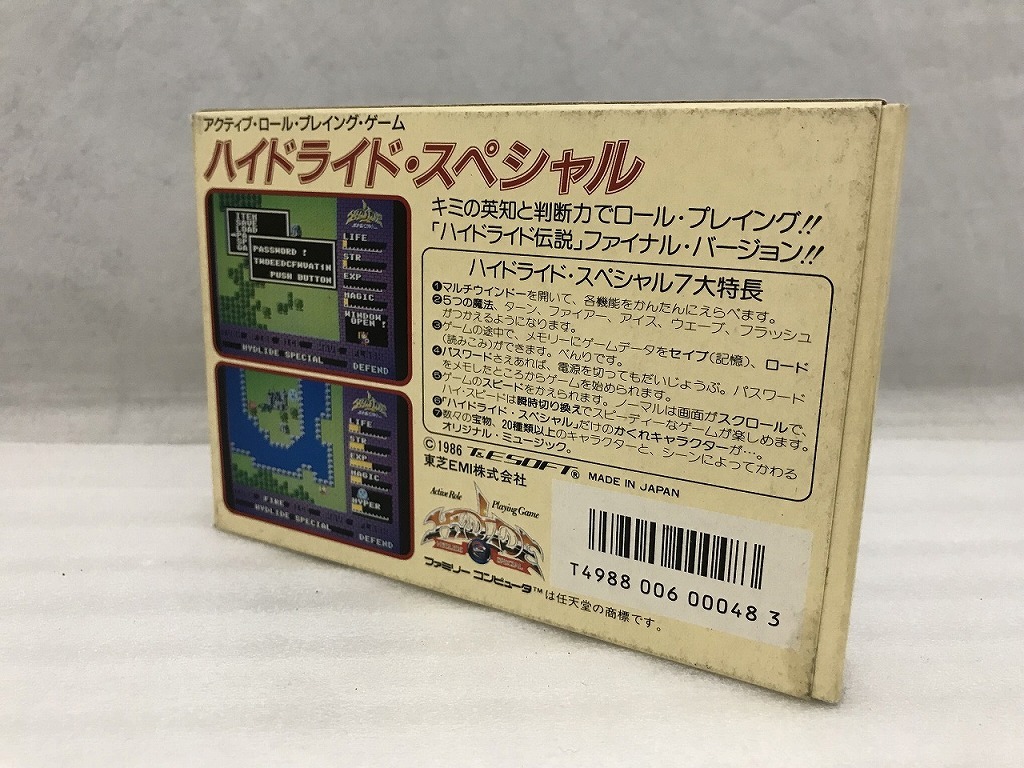 アクティブ・ロール・プレイング・ゲーム
ハイドライド・スペシャル
キミの英知と判断力でロール・プレイング!!
「ハイドライド伝説」ファイナル・バージョン!!
ハイドライド・スペシャル7大特長
❶マルチウインドーを開いて、各機能をかんたんにえらべます。
❷5つの魔法、ターン、ファイアー、アイス、ウェーブ、フラッシュ
がつかえるようになります。
❸ゲームの途中で、メモリーにゲームデータをセイブ(記憶)、ロード
(読みこみ)ができます。べんりです。
❹パスワードさえあれば、電源を切ってもだいじょうぶ。パスワード
をメモしたところからゲームを始められます。
❺ゲームのスピードをかえられます。ノーマルは画面がスクロールで、
ハイ・スピードは瞬時切り換えでスピーディーなゲームが楽しめます。
❻「ハイドライド・スペシャル」だけのかくれキャラクターが…。
❼数々の宝物、20種類以上のキャラクターと、シーンによってかわる
オリジナル・ミュージック。
ITEM
SAVE
LOAD
PASSWORD !
TNDEEDCFHVAT1N
PUSH BUTTON
LIFE
STR
EXP
MAGIC
WINDOW
OPEN !
HYDLIDE SPECIAL
DEFEND
LIFE
STR
EXP
MAGIC
HYPER
FIRE
HYDLIDE SPECIAL
DEFEND
©1986 T&E SOFT® MADE IN JAPAN
東芝EMI株式会社
Active Role Playing Game
HYDLIDE
ファミリーコンピュータ™は任天堂の商標です。
T4988 006 00048 3